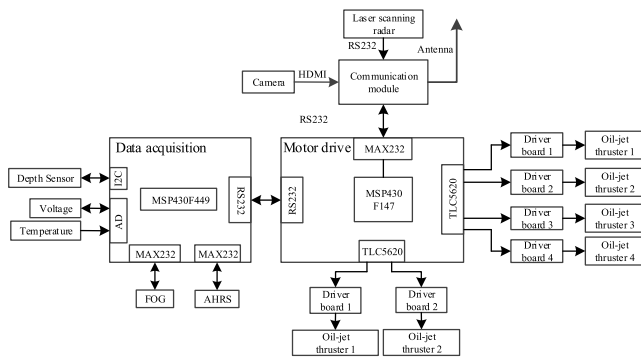 Laser scanning
radar
RS232
Antenna
Camera
HDMI
Communication
module
RS232
Data acquisition
Motor drive
MAX232
Depth Sensor
I2C
MSP430F449
RS232
RS232
MSP430
F147
TLC5620
Voltage
Temperature
AD
MAX232
MAX232
TLC5620
FOG
AHRS
Driver
board 1
Oil-jet
thruster 1
Driver
board 2
Oil-jet
thruster 2
Driver
board 3
Oil-jet
thruster 3
Driver
board 4
Oil-jet
thruster 4
Driver
board 1
Driver
board 2
Oil-jet
thruster 1
Oil-jet
thruster 2